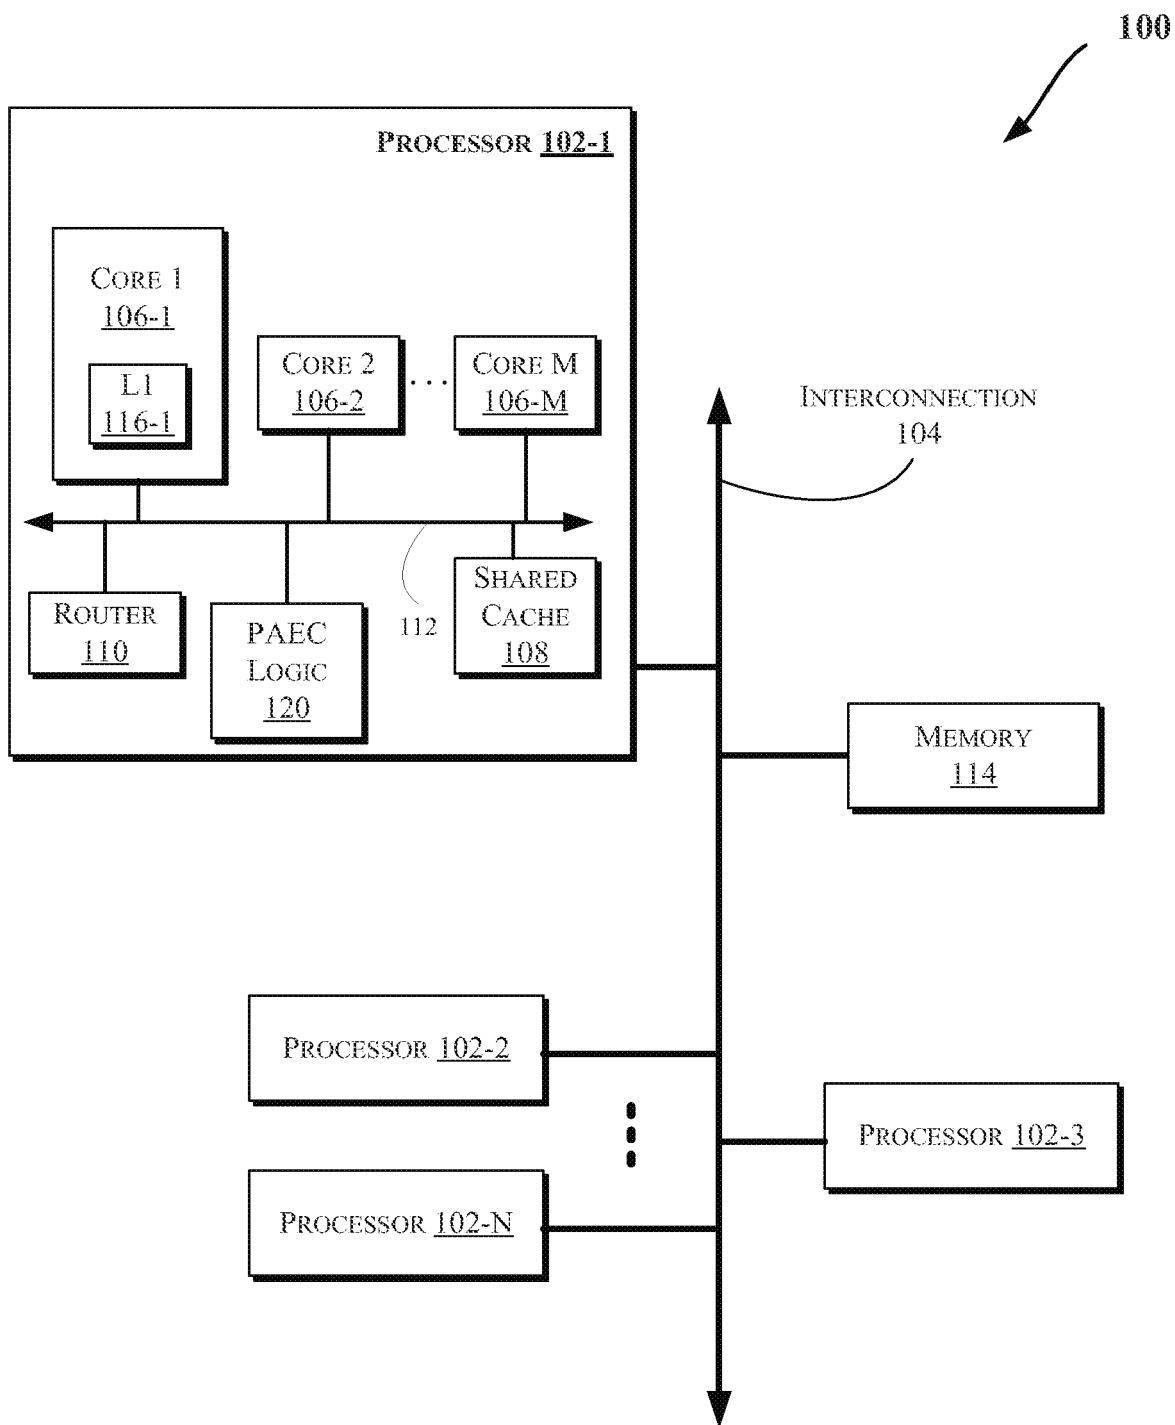 100
PROCESSOR 102-1
CORE 1
106-1
L1
116-1
CORE 2
106-2
...
CORE M
106-M
INTERCONNECTION
104
ROUTER
110
PAEC
LOGIC
120
112
SHARED
CACHE
108
MEMORY
114
PROCESSOR 102-2
PROCESSOR 102-3
PROCESSOR 102-N